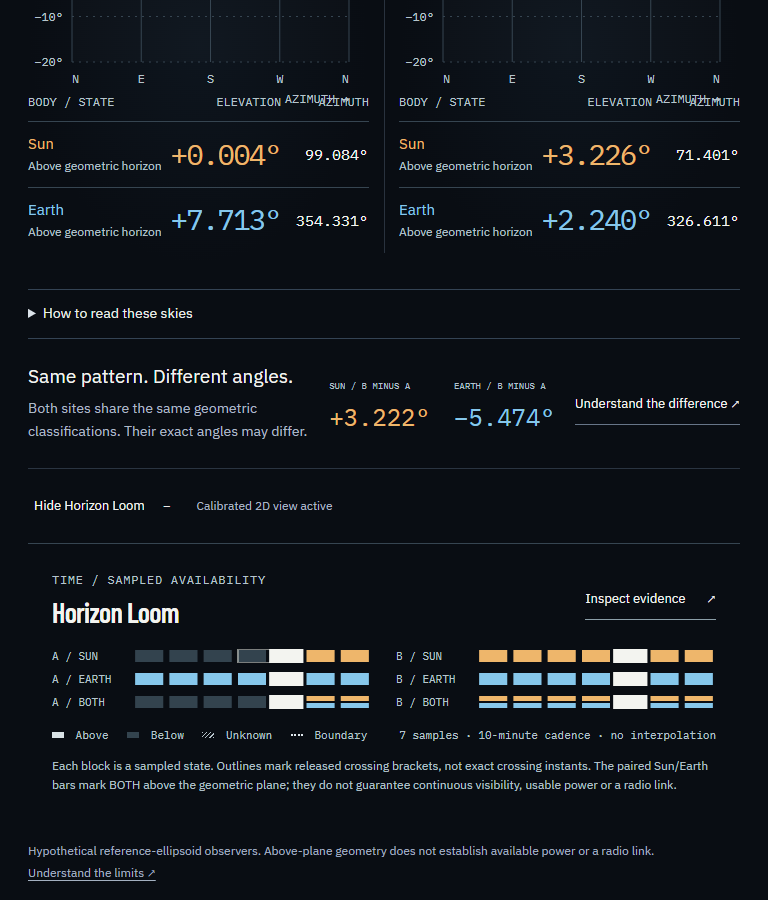 −10° −10°
−20° −20°
N E S W N N E S W N
AZIMUTH → AZIMUTH →
BODY / STATE ELEVATION AZIMUTH BODY / STATE ELEVATION AZIMUTH
Sun
Above geometric horizon
+0.004° 99.084°
Sun
Above geometric horizon
+3.226° 71.401°
Earth
Above geometric horizon
+7.713° 354.331°
Earth
Above geometric horizon
+2.240° 326.611°
▶ How to read these skies
Same pattern. Different angles.
Both sites share the same geometric
classifications. Their exact angles may differ.
SUN / B MINUS A
+3.222°
EARTH / B MINUS A
−5.474°
Understand the difference ↗
Hide Horizon Loom − Calibrated 2D view active
TIME / SAMPLED AVAILABILITY
Horizon Loom
Inspect evidence ↗
A / SUN B / SUN
A / EARTH B / EARTH
A / BOTH B / BOTH
Above Below Unknown Boundary 7 samples · 10-minute cadence · no interpolation
Each block is a sampled state. Outlines mark released crossing brackets, not exact crossing instants. The paired Sun/Earth
bars mark BOTH above the geometric plane; they do not guarantee continuous visibility, usable power or a radio link.
Hypothetical reference-ellipsoid observers. Above-plane geometry does not establish available power or a radio link.
Understand the limits ↗